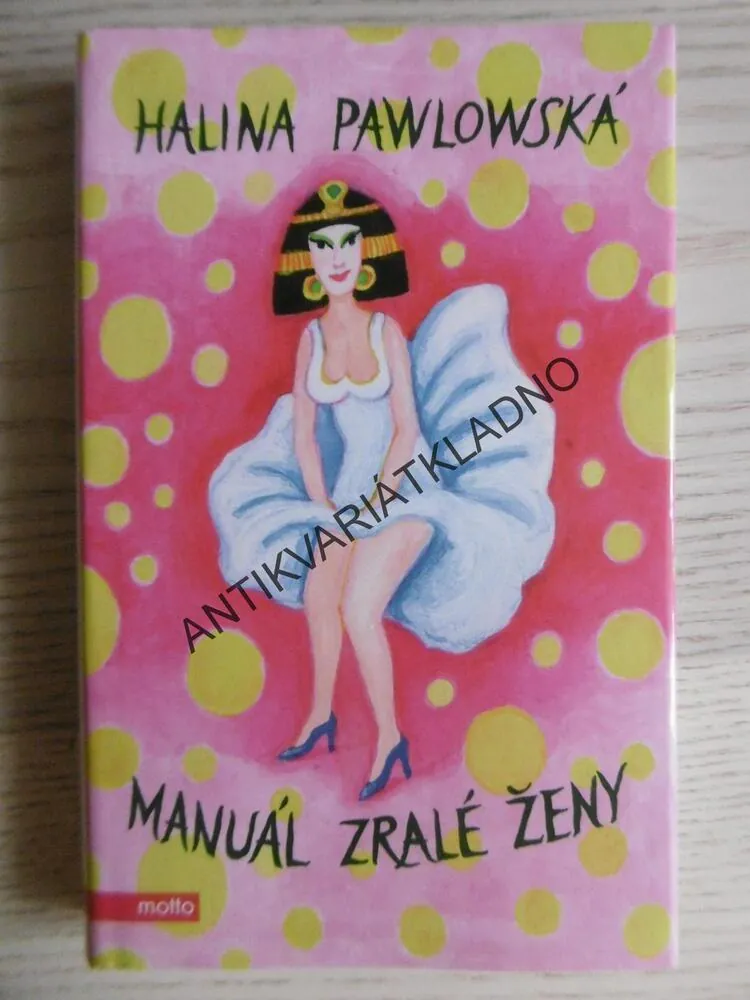 HALINA PAWLOWSKÁ
ANTIKVARIÁTKLADNO
MANUÁL ZRALÉ ŽENY
motto